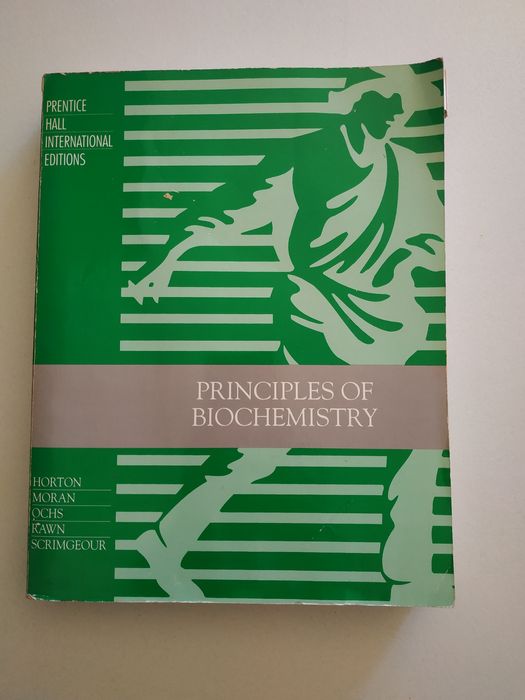 PRENTICE
HALL
INTERNATIONAL
EDITIONS
PRINCIPLES OF
BIOCHEMISTRY
HORTON
MORAN
OCHS
RAWN
SCRIMGEOUR